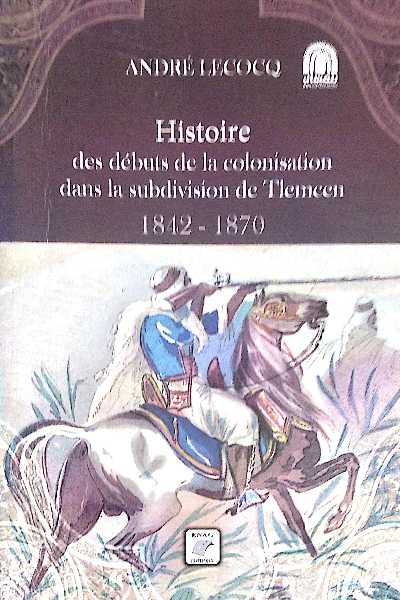 ANDRÉ LECOCQ
Histoire
des débuts de la colonisation
dans la subdivision de Tlemcen
1842 - 1870